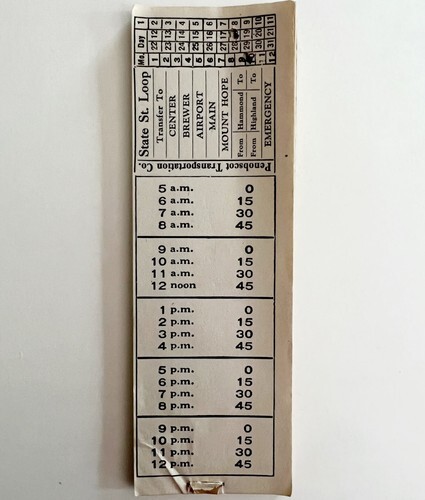 Mo. 1 2 3 4 5 6 7 8 9 10 11 12
Day 22 23 24 25 26 27 28 29 30 31
12 13 14 15 16 17 18 19 20 21
1 2 3 4 5 6 7 8 9 10 11
State St. Loop
Transfer To
CENTER
BREWER
AIRPORT
MAIN
MOUNT HOPE
From Hammond To
From Highland To
EMERGENCY
Penobscot Transportation Co.
5 a.m. 0
6 a.m. 15
7 a.m. 30
8 a.m. 45
9 a.m. 0
10 a.m. 15
11 a.m. 30
12 noon 45
1 p.m. 0
2 p.m. 15
3 p.m. 30
4 p.m. 45
5 p.m. 0
6 p.m. 15
7 p.m. 30
8 p.m. 45
9 p.m. 0
10 p.m. 15
11 p.m. 30
12 p.m. 45